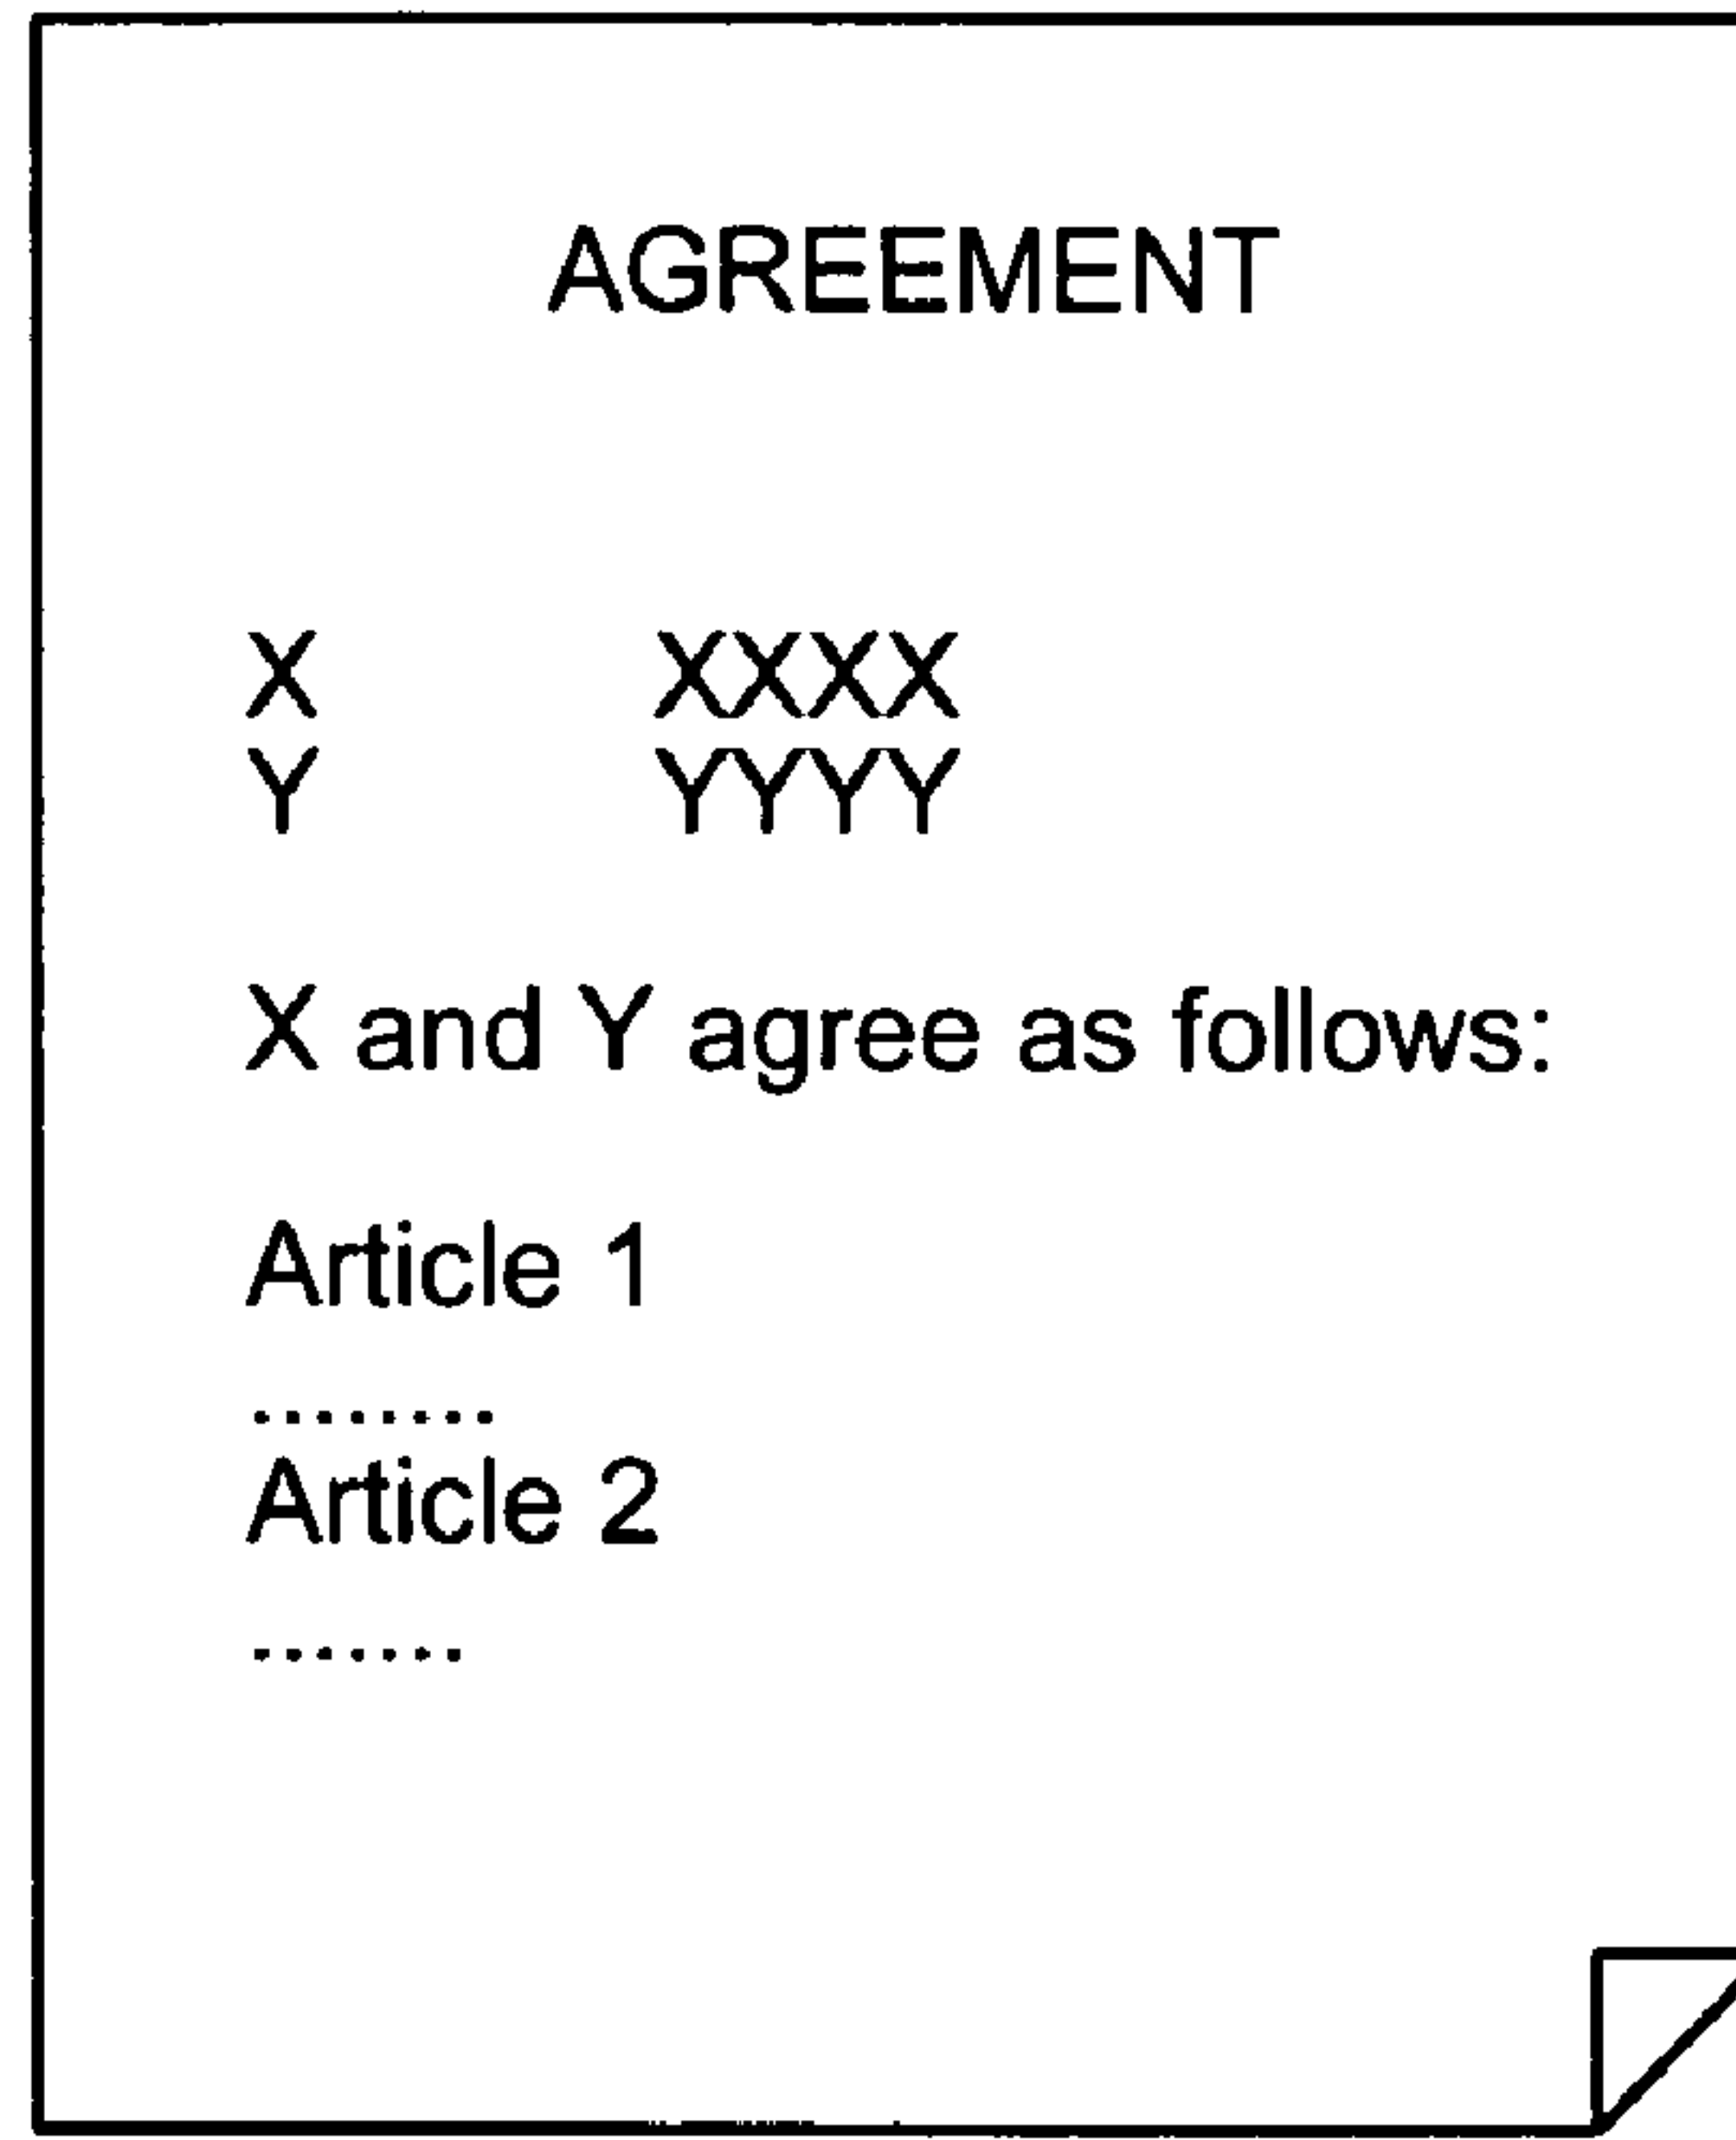 AGREEMENT
X XXXX
Y YYYY
X and Y agree as follows:
Article 1
........
Article 2
.......